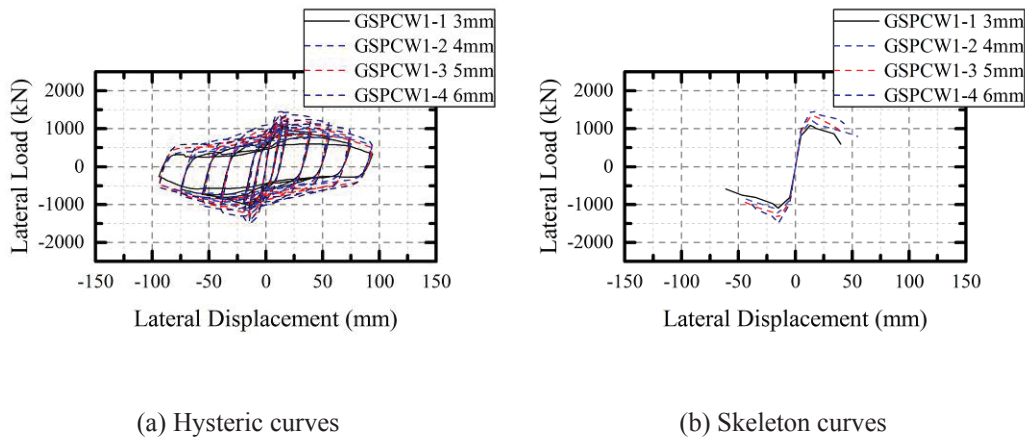 GSPCW1-1 3mm
GSPCW1-2 4mm
GSPCW1-3 5mm
GSPCW1-4 6mm
2000
1000
0
-1000
-2000
-150 -100 -50 0 50 100 150
Lateral Load (kN)
Lateral Displacement (mm)
(a) Hysteric curves
GSPCW1-1 3mm
GSPCW1-2 4mm
GSPCW1-3 5mm
GSPCW1-4 6mm
2000
1000
0
-1000
-2000
-150 -100 -50 0 50 100 150
Lateral Load (kN)
Lateral Displacement (mm)
(b) Skeleton curves